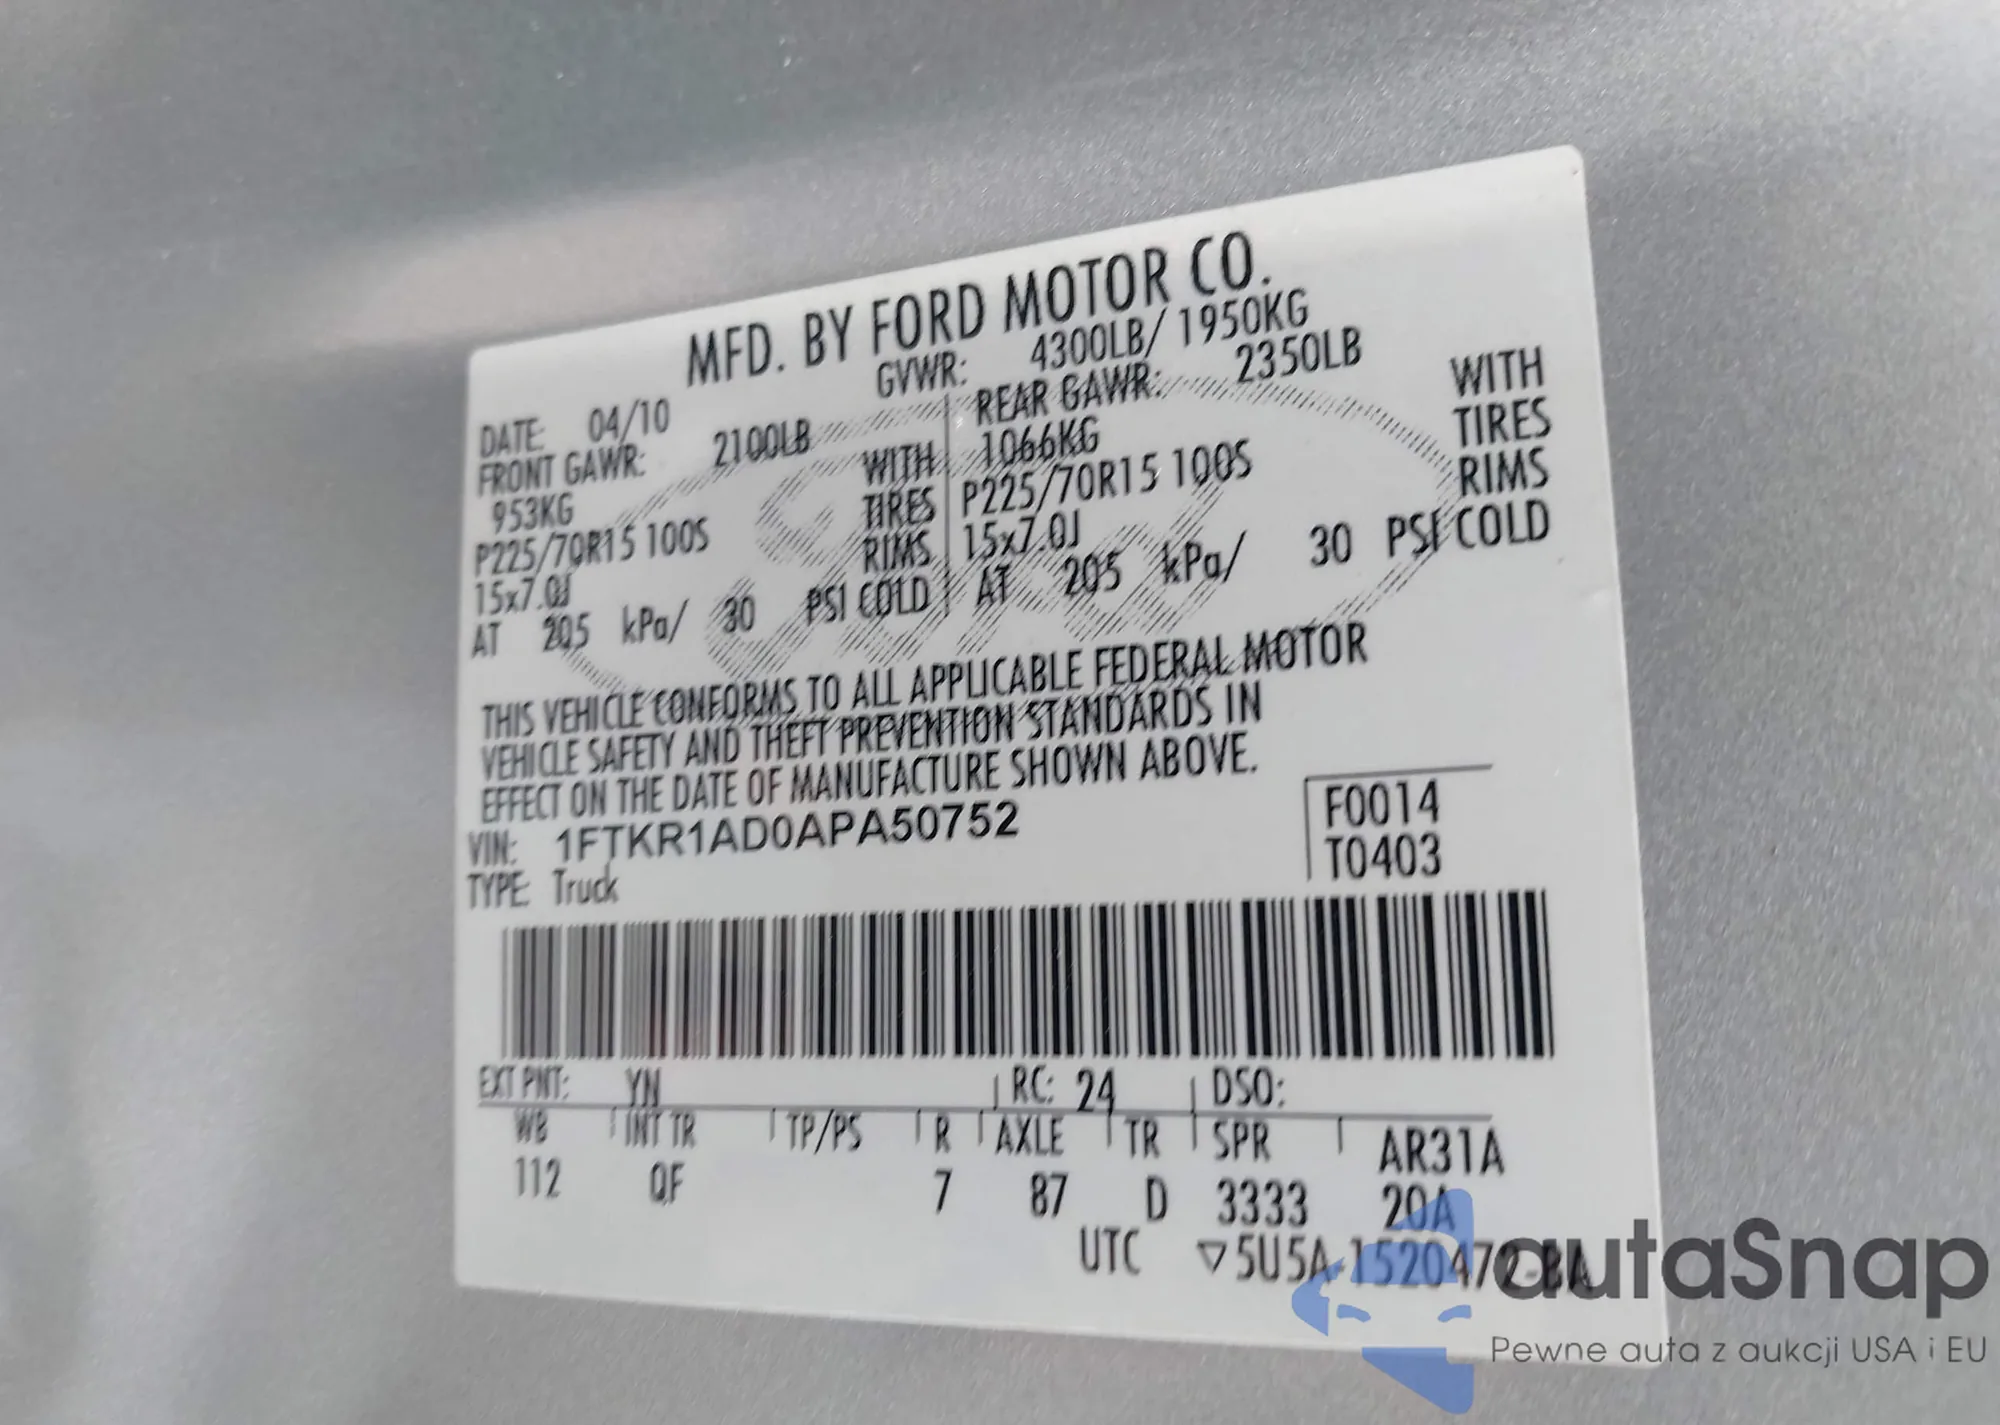 MFD. BY FORD MOTOR CO.
DATE: 04/10 GVWR: 4300LB/ 1950KG
FRONT GAWR: 2100LB REAR GAWR: 2350LB
953KG WITH 1066KG WITH
P225/70R15 100S TIRES P225/70R15 100S TIRES
15x7.0J RIMS 15x7.0J RIMS
AT 205 kPa/ 30 PSI COLD AT 205 kPa/ 30 PSI COLD
THIS VEHICLE CONFORMS TO ALL APPLICABLE FEDERAL MOTOR
VEHICLE SAFETY AND THEFT PREVENTION STANDARDS IN
EFFECT ON THE DATE OF MANUFACTURE SHOWN ABOVE.
VIN: 1FTKR1AD0APA50752 F0014
TYPE: Truck T0403
EXT PNT: YN RC: 24 DSO:
WB INT TR TP/PS R AXLE TR SPR AR31A
112 QF 7 87 D 3333 20A
UTC ▽5U5A-1520472-BA
autaSnap
Pewne auta z aukcji USA i EU